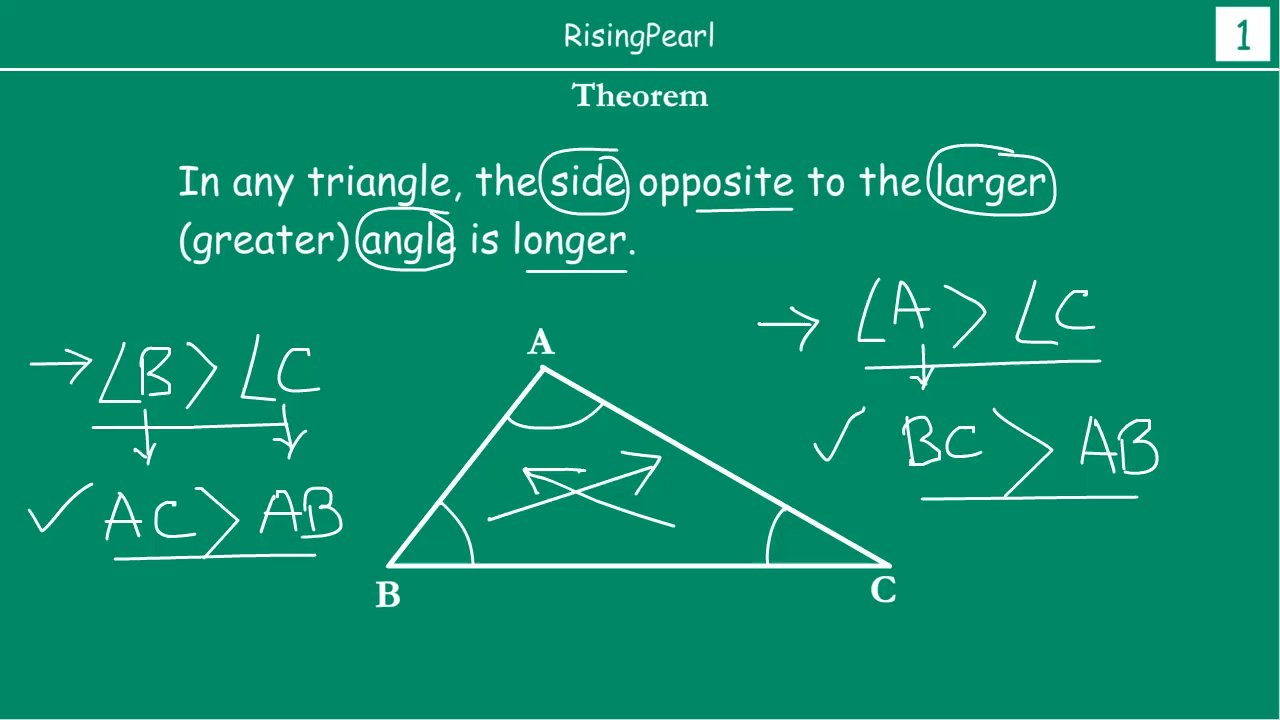 RisingPearl
1
Theorem
In any triangle, the side opposite to the larger
(greater) angle is longer.
→ ∠B > ∠C
✓ AC > AB
→ ∠A > ∠C
✓ BC > AB
A
B
C